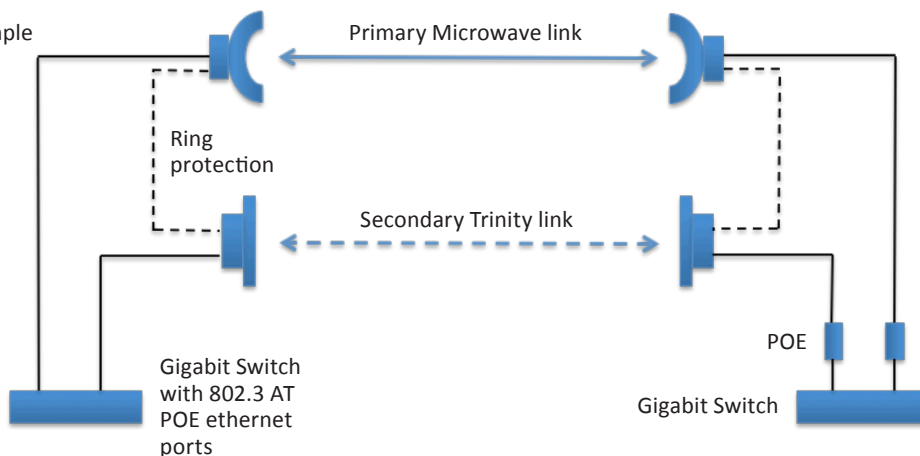 Primary Microwave link
Ring
protection
Secondary Trinity link
POE
Gigabit Switch
with 802.3 AT
POE ethernet
ports
Gigabit Switch